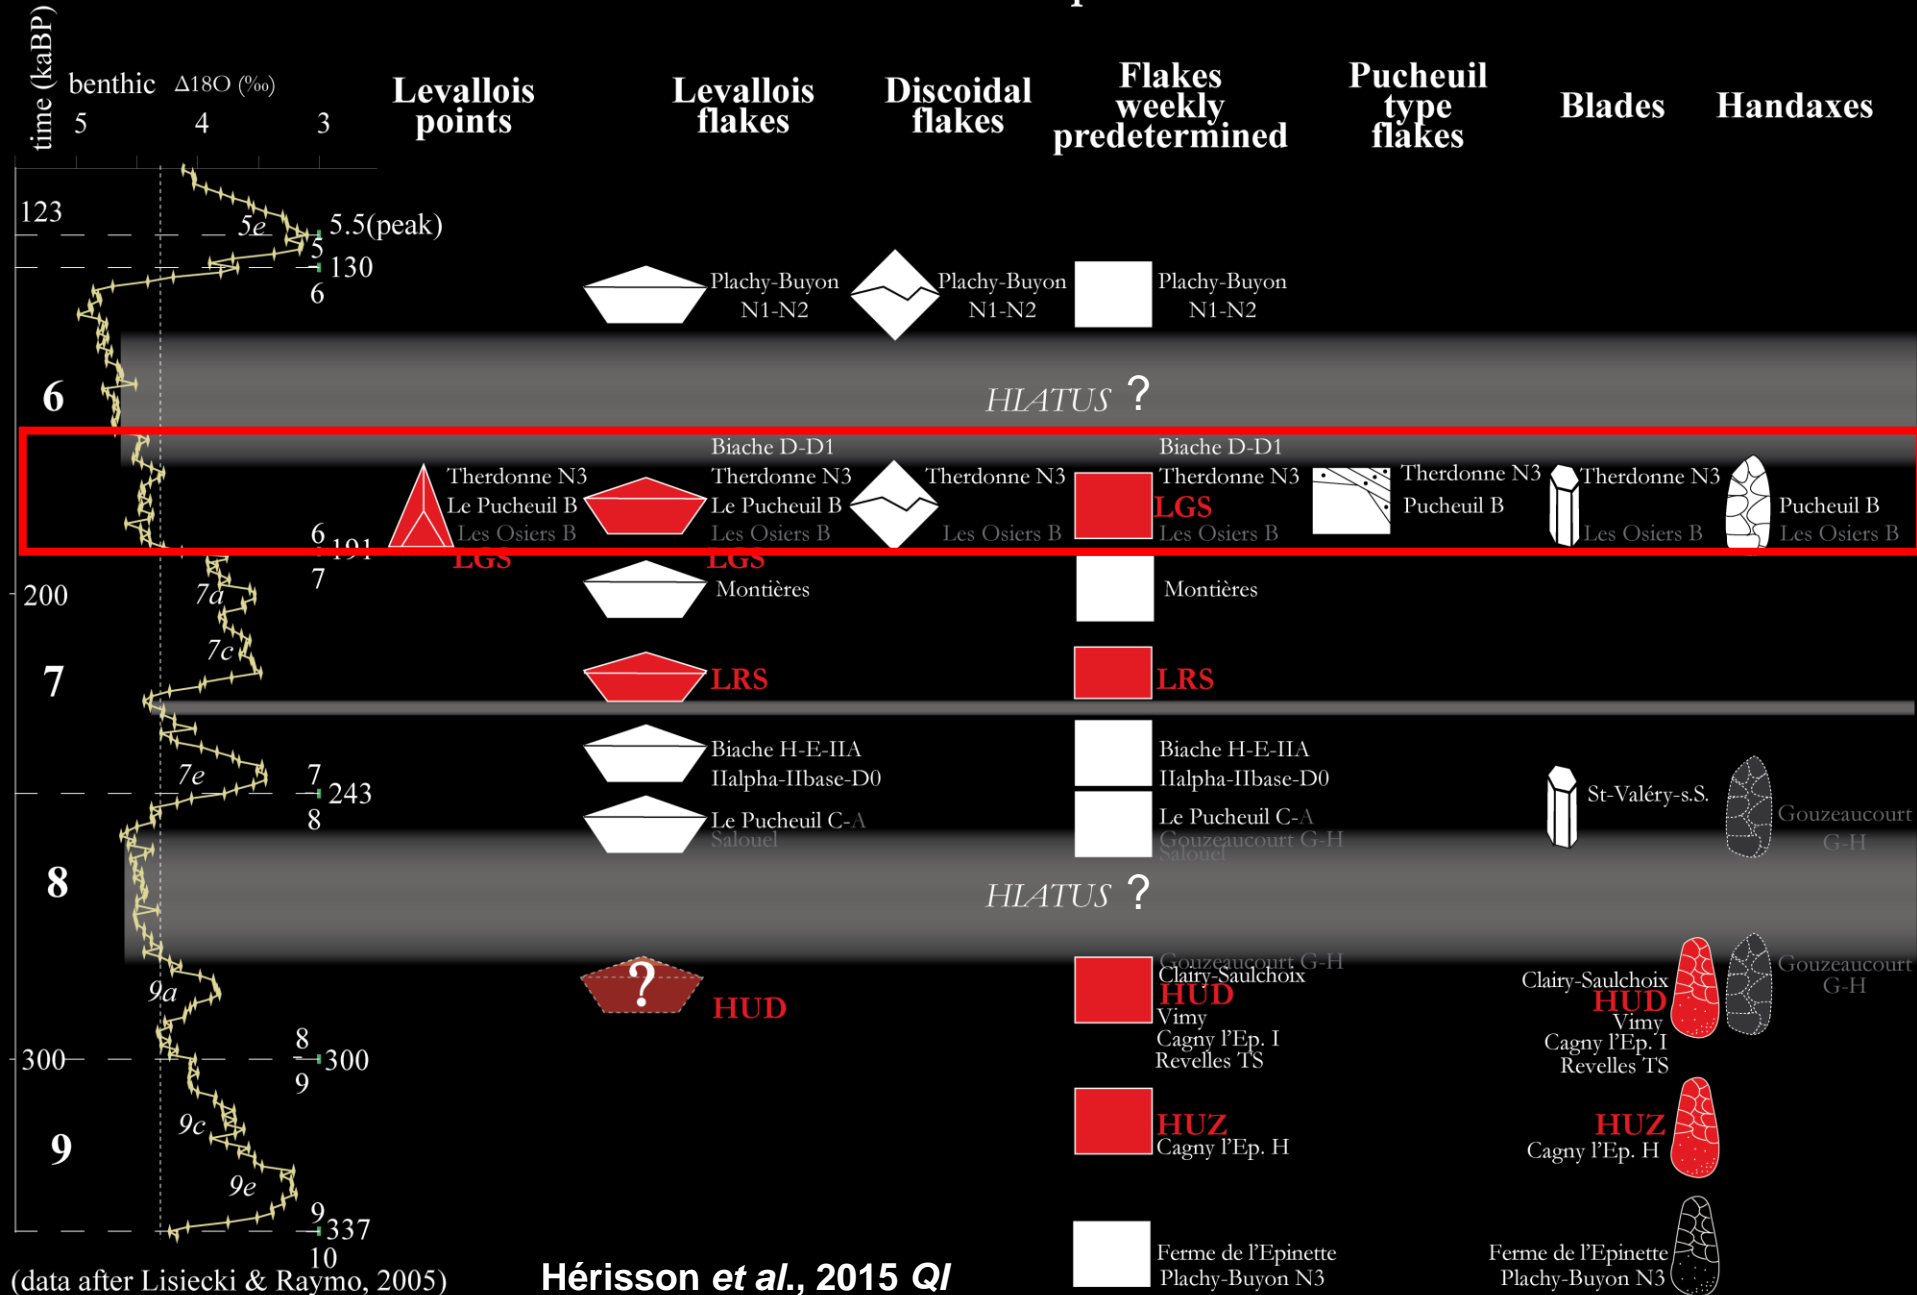 time (kaBP)
benthic Δ18O (‰)
5 4 3
Levallois
points
Levallois
flakes
Discoidal
flakes
Flakes
weekly
predetermined
Pucheuil
type
flakes
Blades
Handaxes
123
5e
5.5(peak)
5
130
6
Plachy-Buyon
N1-N2
Plachy-Buyon
N1-N2
Plachy-Buyon
N1-N2
6
HIATUS ?
Biache D-D1
Biache D-D1
Therdonne N3
Le Pucheuil B
Les Osiers B
LGS
Therdonne N3
Le Pucheuil B
Les Osiers B
LGS
Therdonne N3
Les Osiers B
Therdonne N3
LGS
Les Osiers B
Therdonne N3
Pucheuil B
Therdonne N3
Les Osiers B
Pucheuil B
Les Osiers B
6
191
7
200
7a
Montières
Montières
7c
7
LRS
LRS
7e
7
243
8
Biache H-E-IIA
IIalpha-IIbase-D0
Biache H-E-IIA
IIalpha-IIbase-D0
St-Valéry-s.S.
Gouzeaucourt
G-H
Le Pucheuil C-A
Salouel
Le Pucheuil C-A
Gouzeaucourt G-H
Salouel
8
HIATUS ?
9a
?
HUD
Gouzeaucourt G-H
Clairy-Saulchoix
HUD
Vimy
Cagny l'Ep. I
Revelles TS
Clairy-Saulchoix
HUD
Vimy
Cagny l'Ep. I
Revelles TS
Gouzeaucourt
G-H
300
8
300
9
9c
9
HUZ
Cagny l'Ep. H
HUZ
Cagny l'Ep. H
9e
9
337
10
Ferme de l'Epinette
Plachy-Buyon N3
Ferme de l'Epinette
Plachy-Buyon N3
(data after Lisiecki & Raymo, 2005)
Hérisson et al., 2015 QI